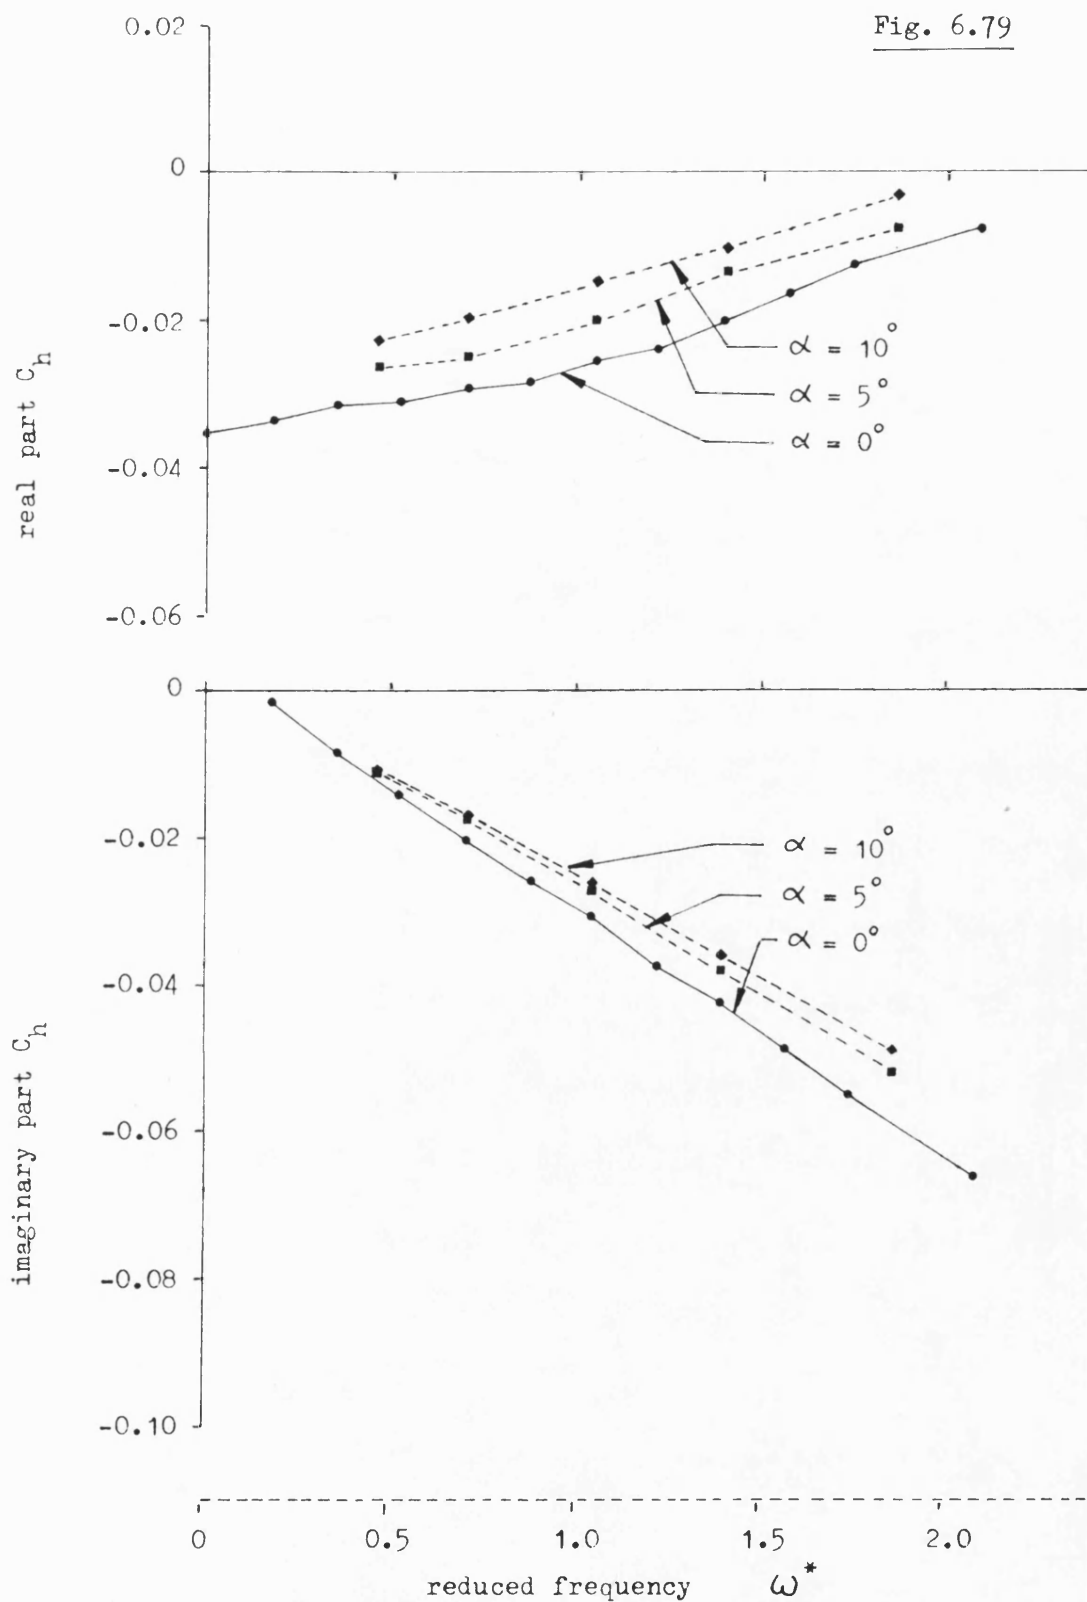 Fig. 6.79
0.02
0
-0.02
-0.04
-0.06
real part C_h
α = 10°
α = 5°
α = 0°
0
-0.02
-0.04
-0.06
-0.08
-0.10
imaginary part C_h
α = 10°
α = 5°
α = 0°
0 0.5 1.0 1.5 2.0
reduced frequency ω*